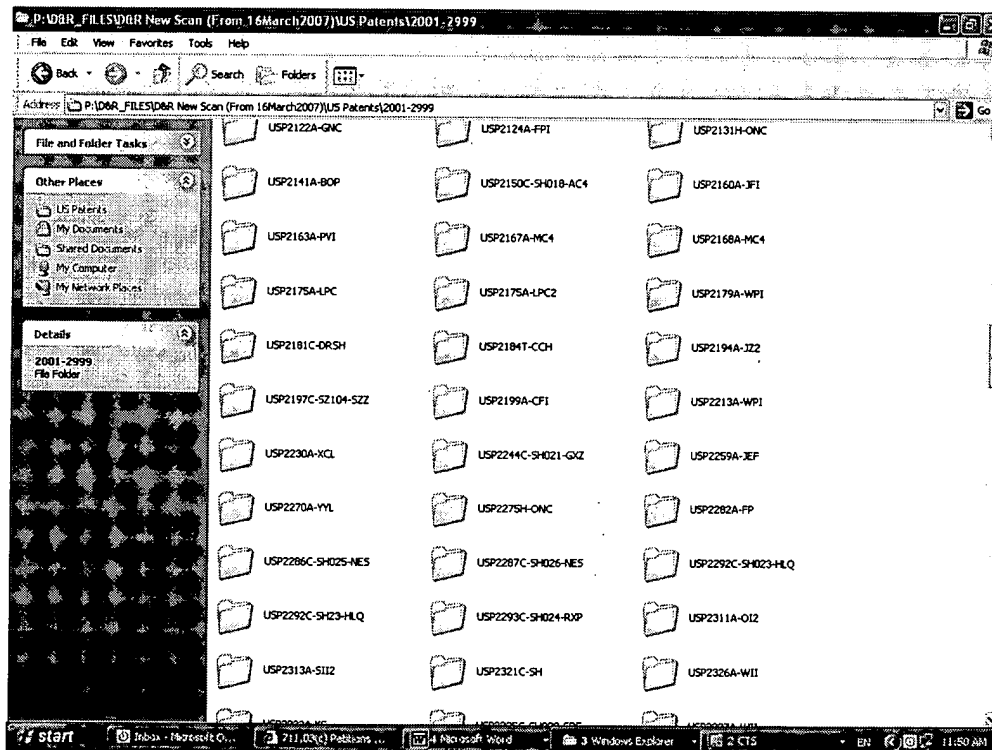 P:\D&R_FILES\D&R New Scan (From 16March2007)\US Patents\2001-2999
File Edit View Favorites Tools Help
Back Search Folders
Address P:\D&R_FILES\D&R New Scan (From 16March2007)\US Patents\2001-2999 Go
File and Folder Tasks
Other Places
US Patents
My Documents
Shared Documents
My Computer
My Network Places
Details
2001-2999
File Folder
USP2122A-GNC USP2124A-FPI USP2131H-ONC
USP2141A-BOP USP2150C-SH018-AC4 USP2160A-JFI
USP2163A-PVI USP2167A-MC4 USP2168A-MC4
USP2175A-LPC USP2175A-LPC2 USP2179A-WPI
USP2181C-DRSH USP2184T-CCH USP2194A-JZ2
USP2197C-SZ104-SZZ USP2199A-CFI USP2213A-WPI
USP2230A-XCL USP2244C-SH021-GXZ USP2259A-JEF
USP2270A-YYL USP2275H-ONC USP2282A-FP
USP2286C-SH025-NES USP2287C-SH026-NES USP2292C-SH023-HLQ
USP2292C-SH23-HLQ USP2293C-SH024-RXP USP2311A-OI2
USP2313A-SII2 USP2321C-SH USP2326A-WII
start Inbox - Microsoft O... 711.03(c) Petitions ... 4 Microsoft Word 3 Windows Explorer 2 CTS EN 11:50 AM